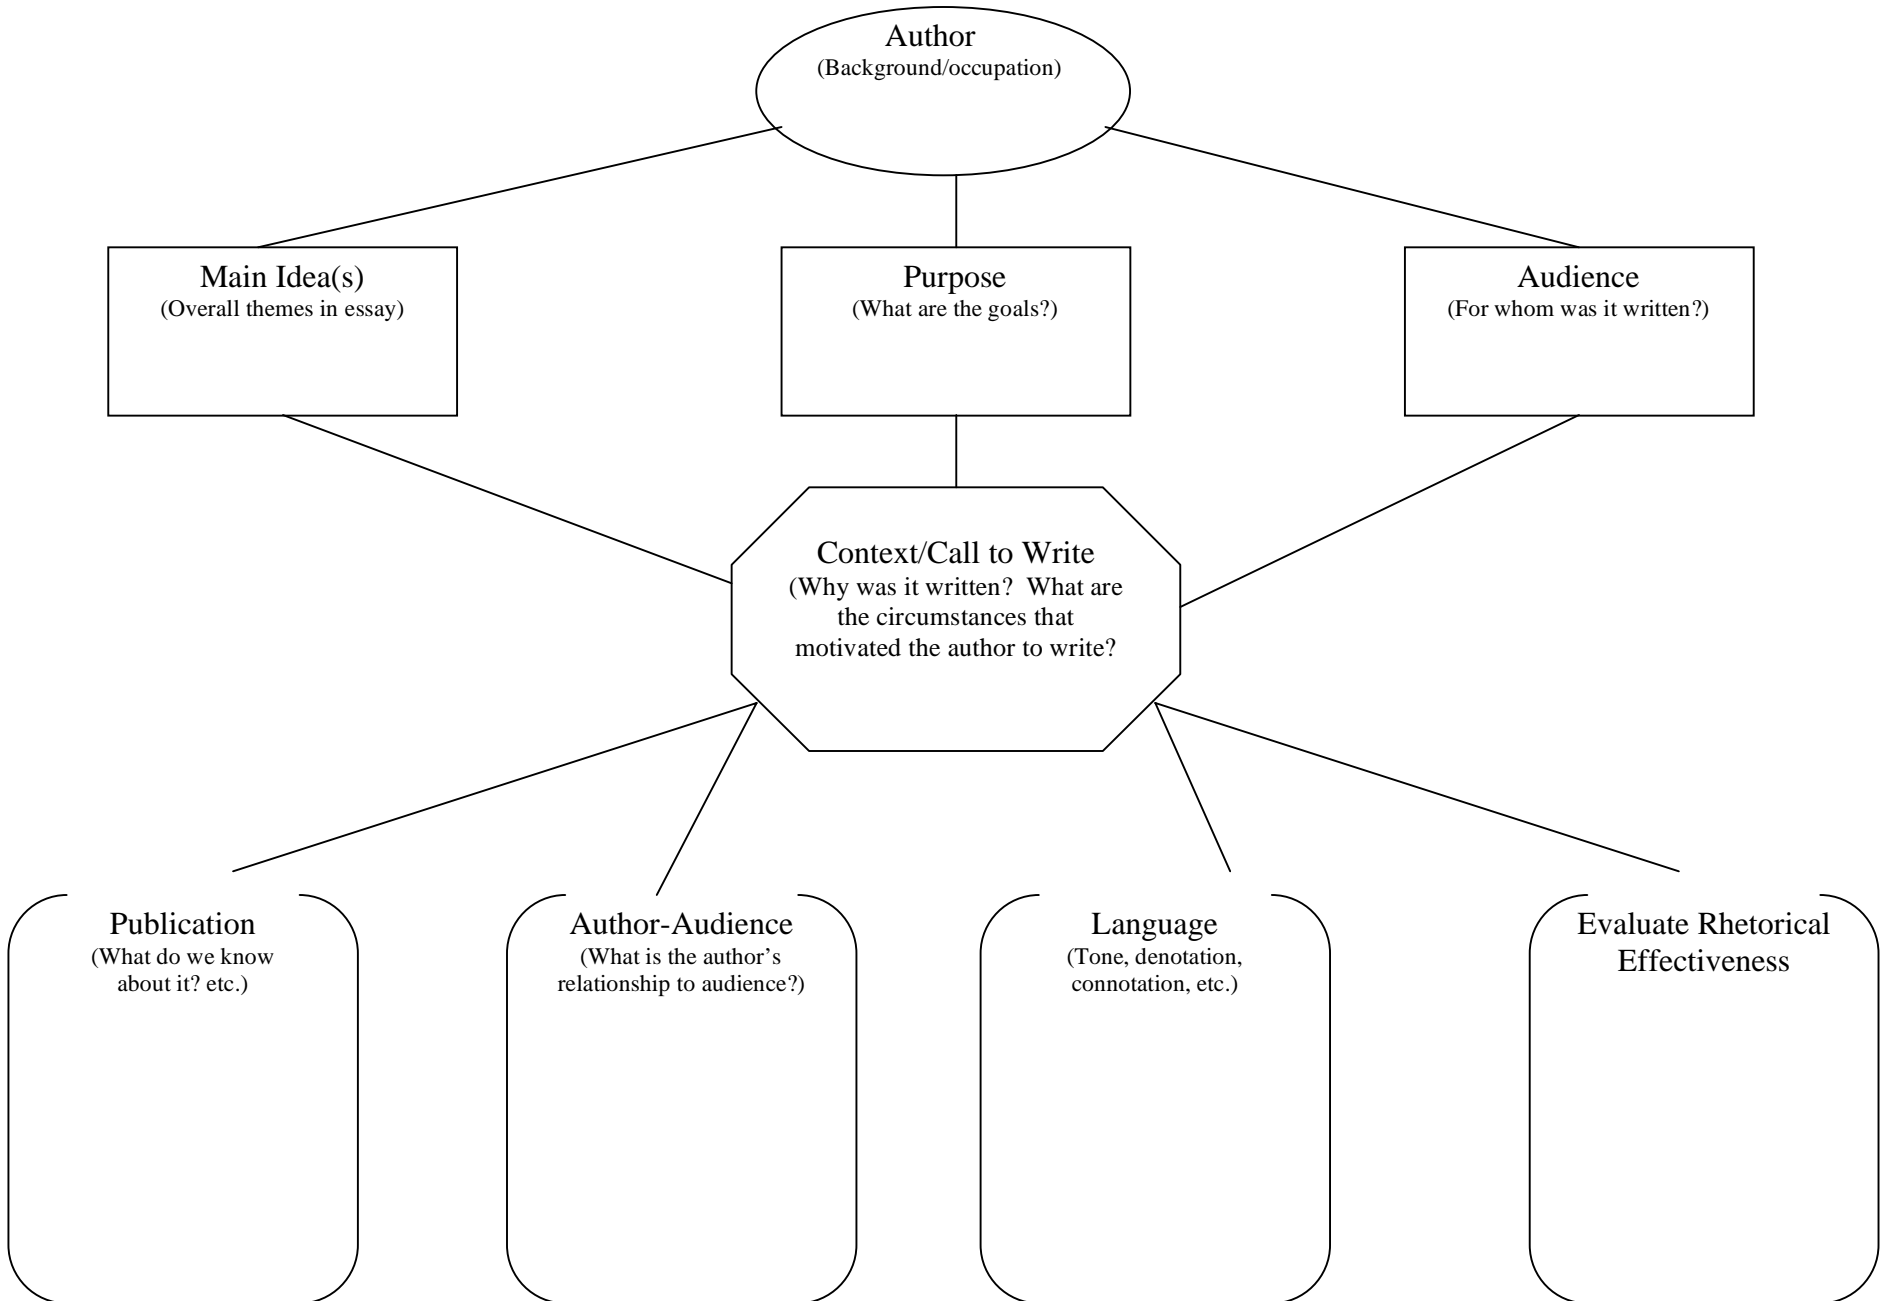 Author
(Background/occupation)
Main Idea(s)
(Overall themes in essay)
Purpose
(What are the goals?)
Audience
(For whom was it written?)
Context/Call to Write
(Why was it written?  What are
the circumstances that
motivated the author to write?
Publication
(What do we know
about it? etc.)
Author-Audience
(What is the author’s
relationship to audience?)
Language
(Tone, denotation,
connotation, etc.)
Evaluate Rhetorical
Effectiveness